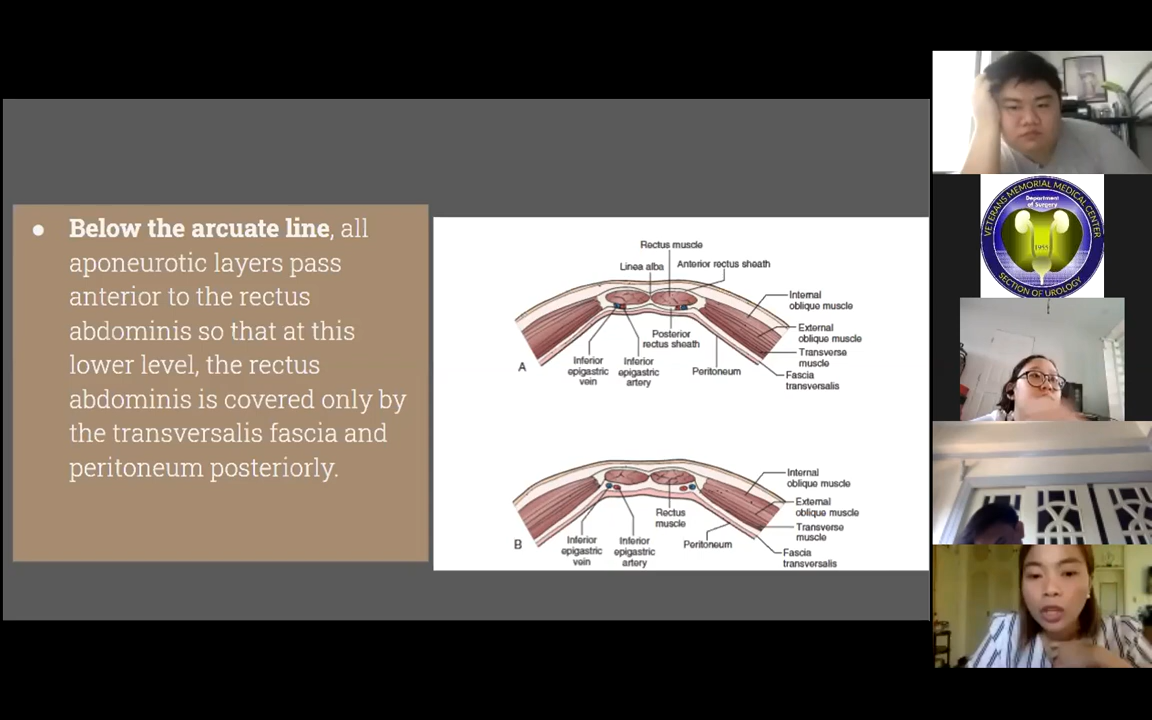 ● Below the arcuate line, all
aponeurotic layers pass
anterior to the rectus
abdominis so that at this
lower level, the rectus
abdominis is covered only by
the transversalis fascia and
peritoneum posteriorly.
Rectus muscle
Linea alba
Anterior rectus sheath
Internal
oblique muscle
External
oblique muscle
Transverse
muscle
Fascia
transversalis
Posterior
rectus sheath
Inferior
epigastric
vein
Inferior
epigastric
artery
Peritoneum
A
Internal
oblique muscle
External
oblique muscle
Transverse
muscle
Fascia
transversalis
Rectus
muscle
Inferior
epigastric
vein
Inferior
epigastric
artery
Peritoneum
B
VETERANS MEMORIAL MEDICAL CENTER
Department
of Surgery
1955
SECTION OF UROLOGY